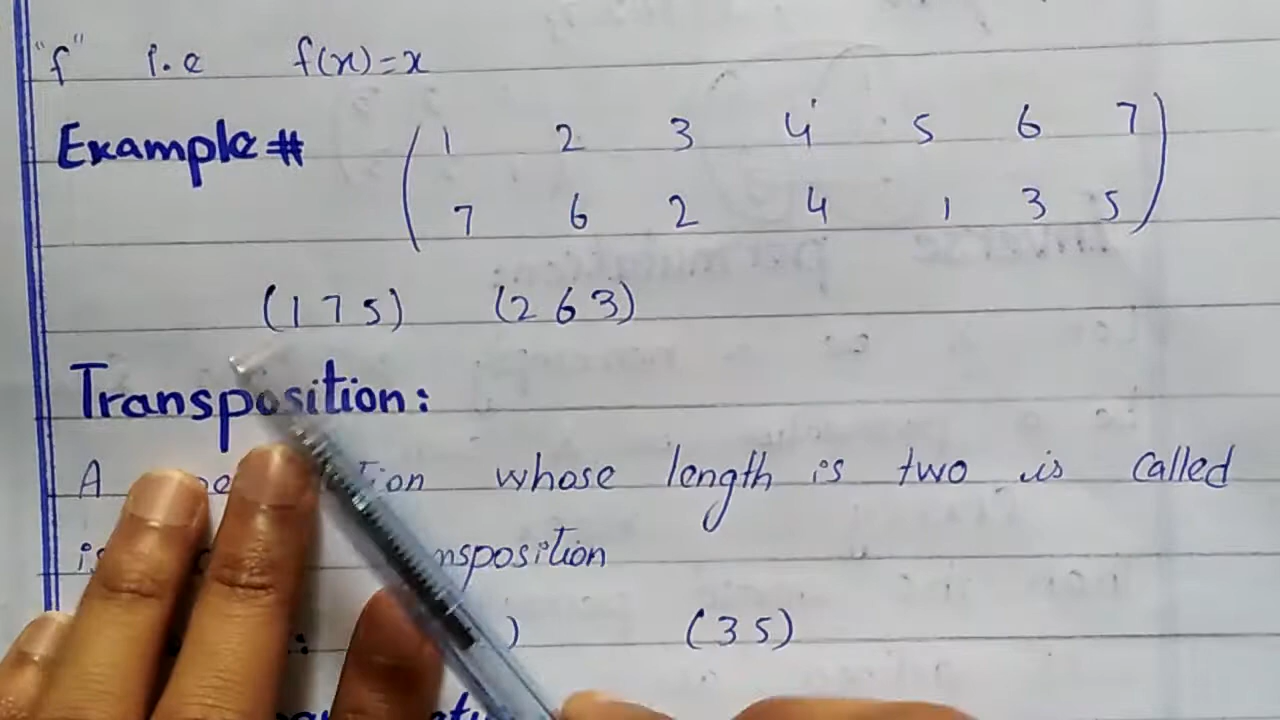 "f" i.e f(x)=x
Example# ( 1 2 3 4 5 6 7 )
( 7 6 2 4 1 3 5 )
(1 7 5) (2 6 3)
Transposition:
A whose length is two is called
) (3 5)